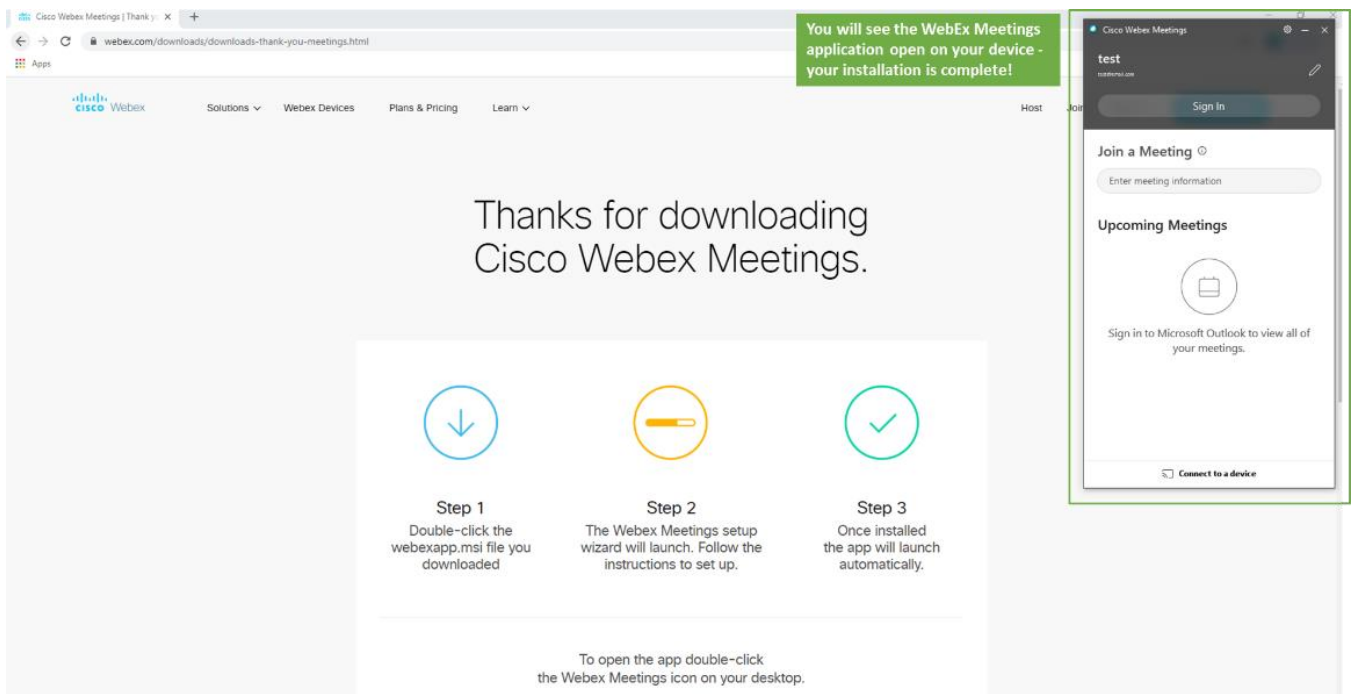 Cisco Webex Meetings | Thank y
webex.com/downloads/downloads-thank-you-meetings.html
Apps
You will see the WebEx Meetings
application open on your device -
your installation is complete!
CISCO Webex
Solutions
Webex Devices
Plans & Pricing
Learn
Host
Thanks for downloading
Cisco Webex Meetings.
Step 1
Double-click the
webexapp.msi file you
downloaded
Step 2
The Webex Meetings setup
wizard will launch. Follow the
instructions to set up.
Step 3
Once installed
the app will launch
automatically.
To open the app double-click
the Webex Meetings icon on your desktop.
Cisco Webex Meetings
test
Sign In
Join a Meeting
Enter meeting information
Upcoming Meetings
Sign in to Microsoft Outlook to view all of
your meetings.
Connect to a device